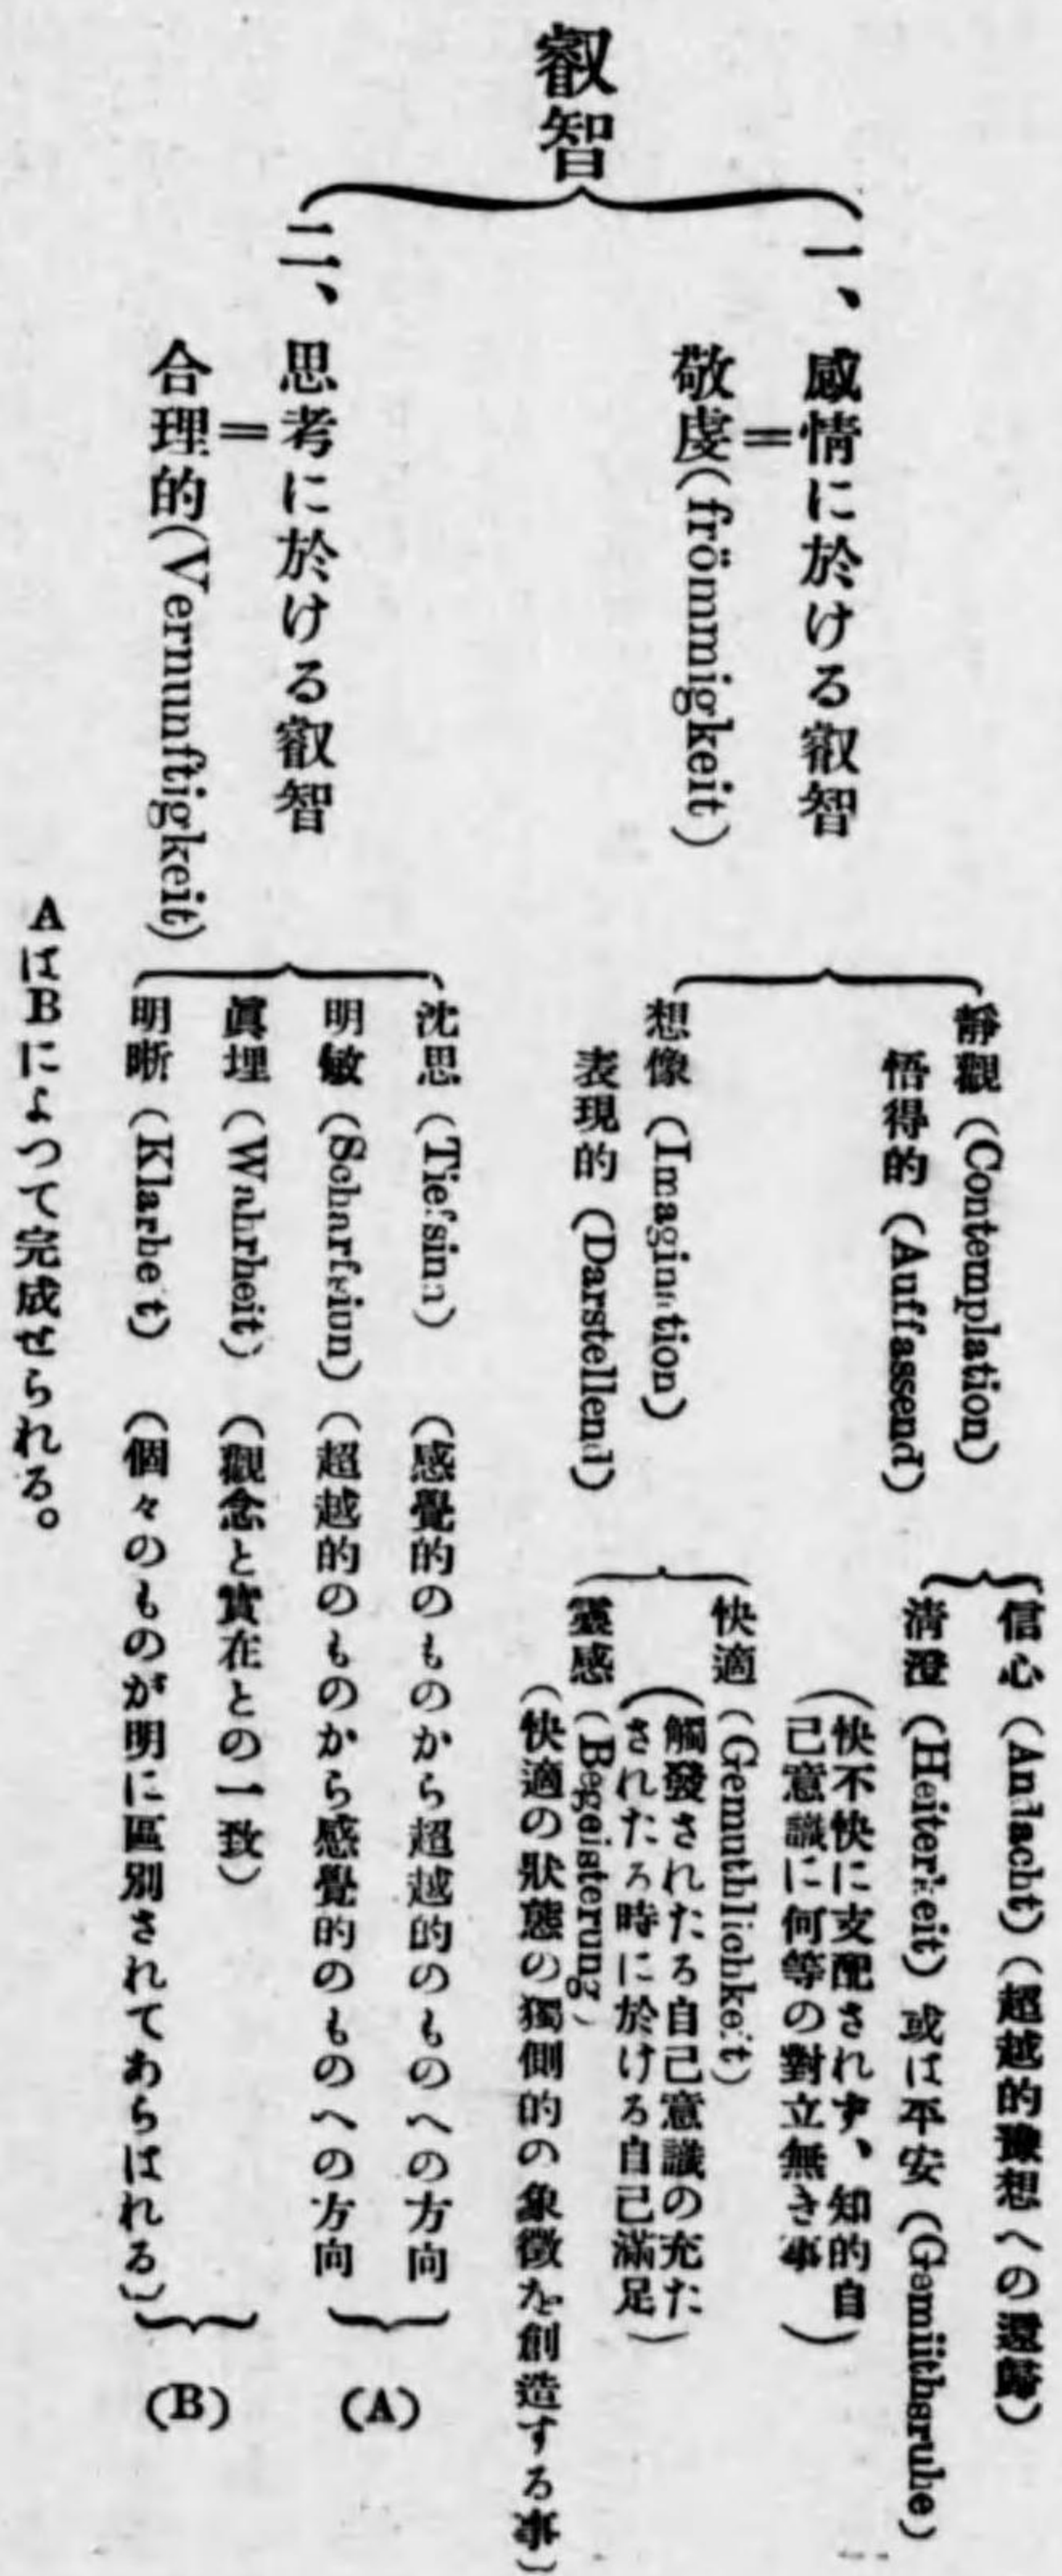 叡智
一、感情に於ける叡智
＝
敬虔(frömmigkeit)
靜觀（Contemplation）
悟得的（Auffassend）
信心（Andacht）（超越的豫想への還歸）
淸澄（Heiterkeit）或は平安（Gemütharuhe）
（快不快に支配されず、知的自
己意識に何等の對立無き事）
想像（Imagination）
表現的（Darstellend）
快適（Gemuthlichkeit）
（觸發されたる自己意識の充た
されたる時に於ける自己滿足）
靈感（Begeisterung）
（快適の狀態の獨創的の象徵を創造する事）
二、思考に於ける叡智
＝
合理的(Vernunftigkeit)
沈思（Tiefsinn）（感覺的のものから超越的のものへの方向
明敏（Scharfsinn）（超越的のものから感覺的のものへの方向
(A)
眞理（Wahrheit）（觀念と實在との一致）
明晰（Klarheit）（個々のものが明に區別されてあらはれる）
(B)
AはBによつて完成せられる。